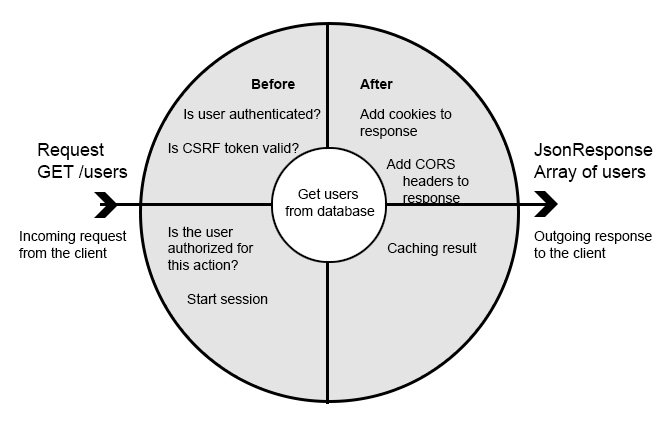 Before
After
Is user authenticated?
Add cookies to
response
Is CSRF token valid?
Request
GET /users
Add CORS
headers to
response
JsonResponse
Array of users
Get users
from database
Incoming request
from the client
Is the user
authorized for
this action?
Caching result
Outgoing response
to the client
Start session